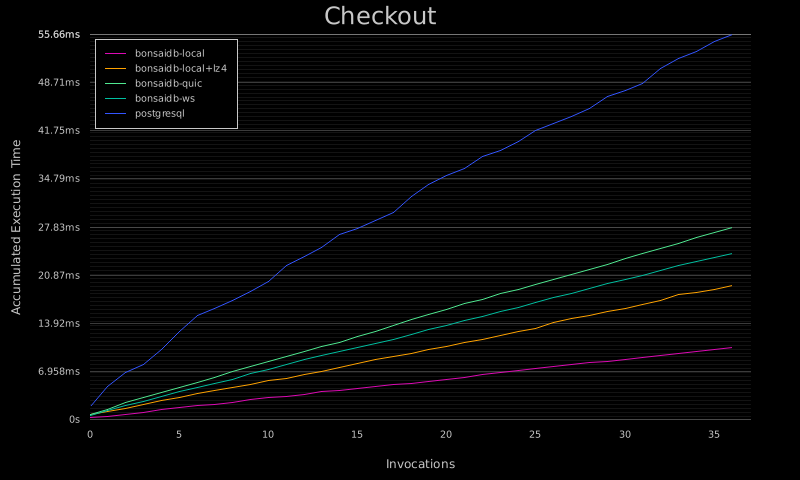 Checkout
55.66ms
48.71ms
41.75ms
34.79ms
27.83ms
20.87ms
13.92ms
6.958ms
0s
Accumulated Execution Time
bonsaidb-local
bonsaidb-local+lz4
bonsaidb-quic
bonsaidb-ws
postgresql
0 5 10 15 20 25 30 35
Invocations